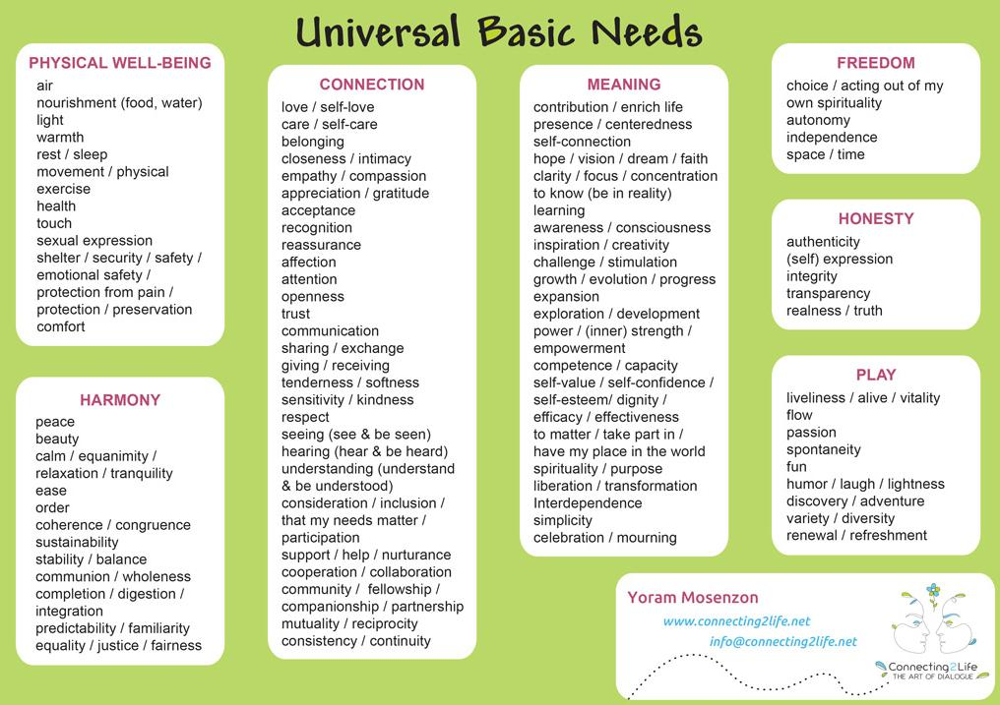 Universal Basic Needs
PHYSICAL WELL-BEING
air
nourishment (food, water)
light
warmth
rest / sleep
movement / physical
exercise
health
touch
sexual expression
shelter / security / safety /
emotional safety /
protection from pain /
protection / preservation
comfort
HARMONY
peace
beauty
calm / equanimity /
relaxation / tranquility
ease
order
coherence / congruence
sustainability
stability / balance
communion / wholeness
completion / digestion /
integration
predictability / familiarity
equality / justice / fairness
CONNECTION
love / self-love
care / self-care
belonging
closeness / intimacy
empathy / compassion
appreciation / gratitude
acceptance
recognition
reassurance
affection
attention
openness
trust
communication
sharing / exchange
giving / receiving
tenderness / softness
sensitivity / kindness
respect
seeing (see & be seen)
hearing (hear & be heard)
understanding (understand
& be understood)
consideration / inclusion /
that my needs matter /
participation
support / help / nurturance
cooperation / collaboration
community / fellowship /
companionship / partnership
mutuality / reciprocity
consistency / continuity
MEANING
contribution / enrich life
presence / centeredness
self-connection
hope / vision / dream / faith
clarity / focus / concentration
to know (be in reality)
learning
awareness / consciousness
inspiration / creativity
challenge / stimulation
growth / evolution / progress
expansion
exploration / development
power / (inner) strength /
empowerment
competence / capacity
self-value / self-confidence /
self-esteem/ dignity /
efficacy / effectiveness
to matter / take part in /
have my place in the world
spirituality / purpose
liberation / transformation
Interdependence
simplicity
celebration / mourning
FREEDOM
choice / acting out of my
own spirituality
autonomy
independence
space / time
HONESTY
authenticity
(self) expression
integrity
transparency
realness / truth
PLAY
liveliness / alive / vitality
flow
passion
spontaneity
fun
humor / laugh / lightness
discovery / adventure
variety / diversity
renewal / refreshment
Yoram Mosenzon
www.connecting2life.net
info@connecting2life.net
Connecting2Life
THE ART OF DIALOGUE